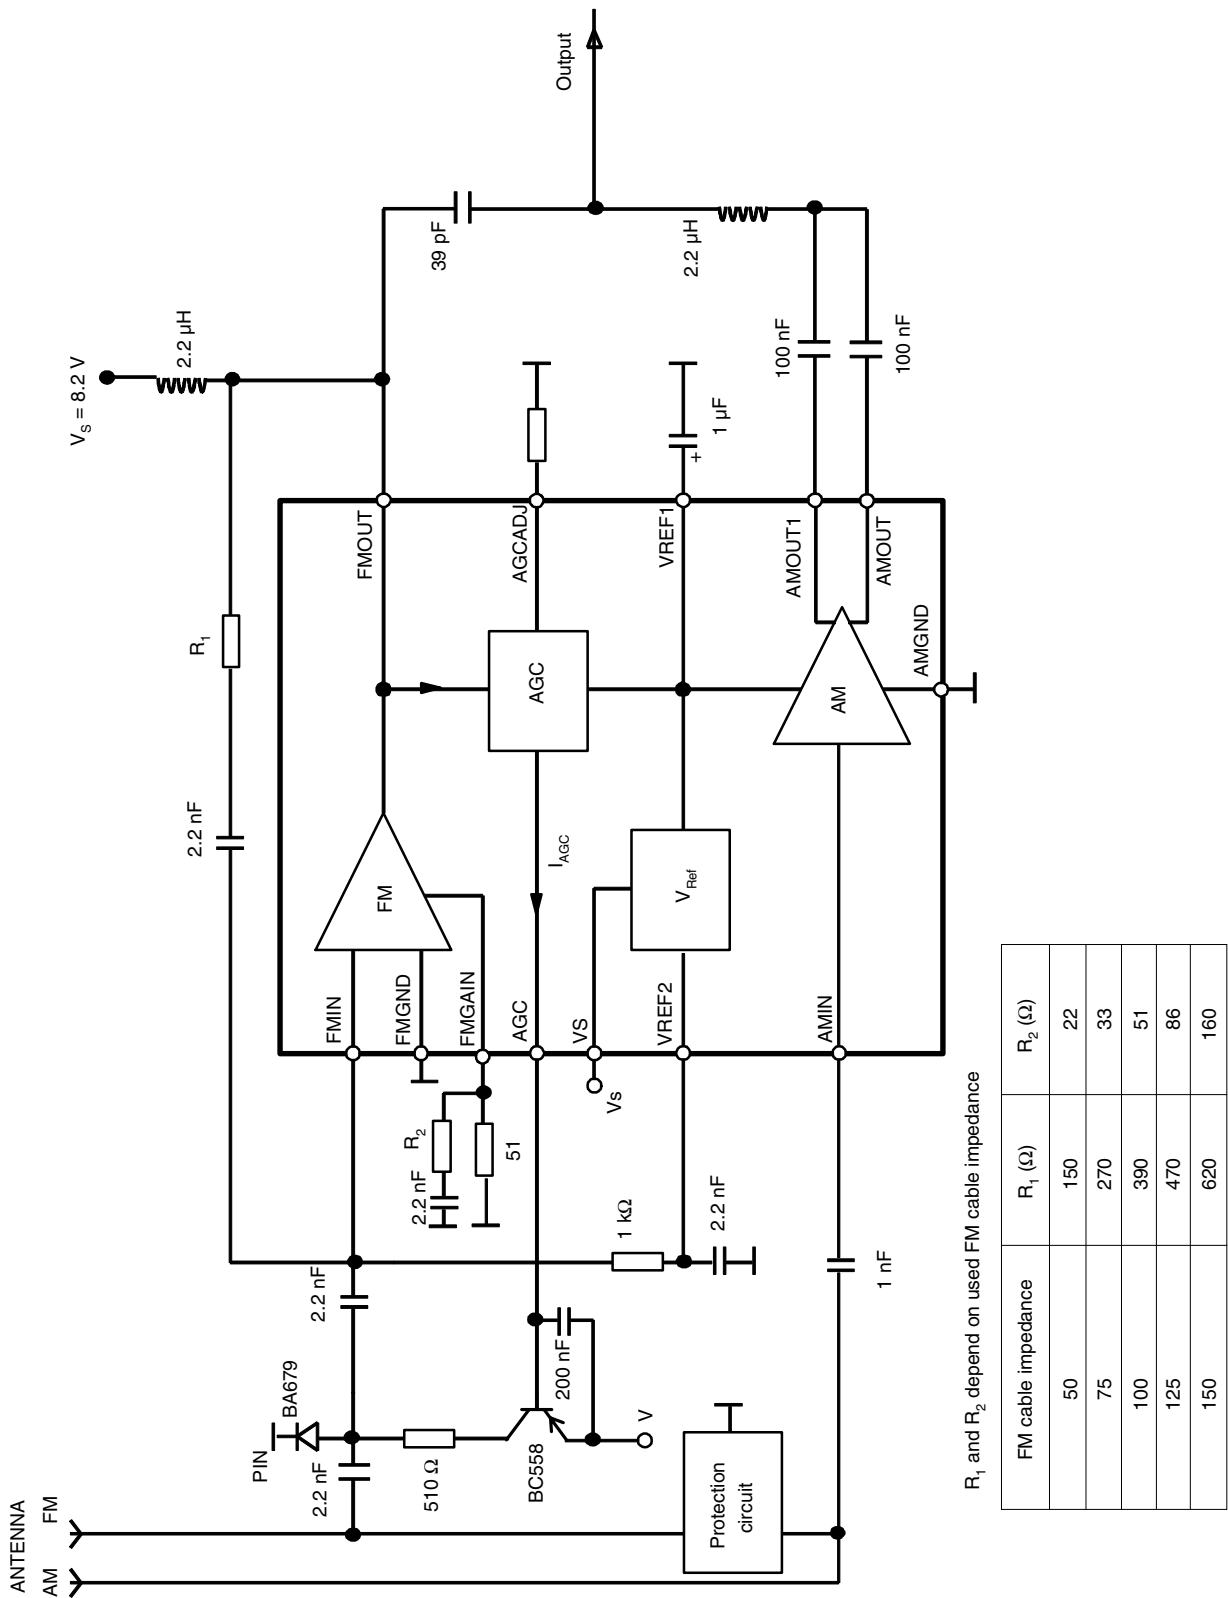 ANTENNA
AM
FM
PIN
BA679
2.2 nF
2.2 nF
510 Ω
BC558
200 nF
V
Protection
circuit
1 nF
1 kΩ
2.2 nF
2.2 nF
R2
51
Vs
FMIN
FMGND
FMGAIN
AGC
VS
VREF2
AMIN
FM
IAGC
VRef
AGC
AM
FMOUT
AGCADJ
VREF1
AMOUT1
AMOUT
AMGND
2.2 nF
R1
VS = 8.2 V
2.2 µH
39 pF
1 µF
+
2.2 µH
100 nF
100 nF
Output
R1 and R2 depend on used FM cable impedance
FM cable impedance R1 (Ω) R2 (Ω)
50 150 22
75 270 33
100 390 51
125 470 86
150 620 160